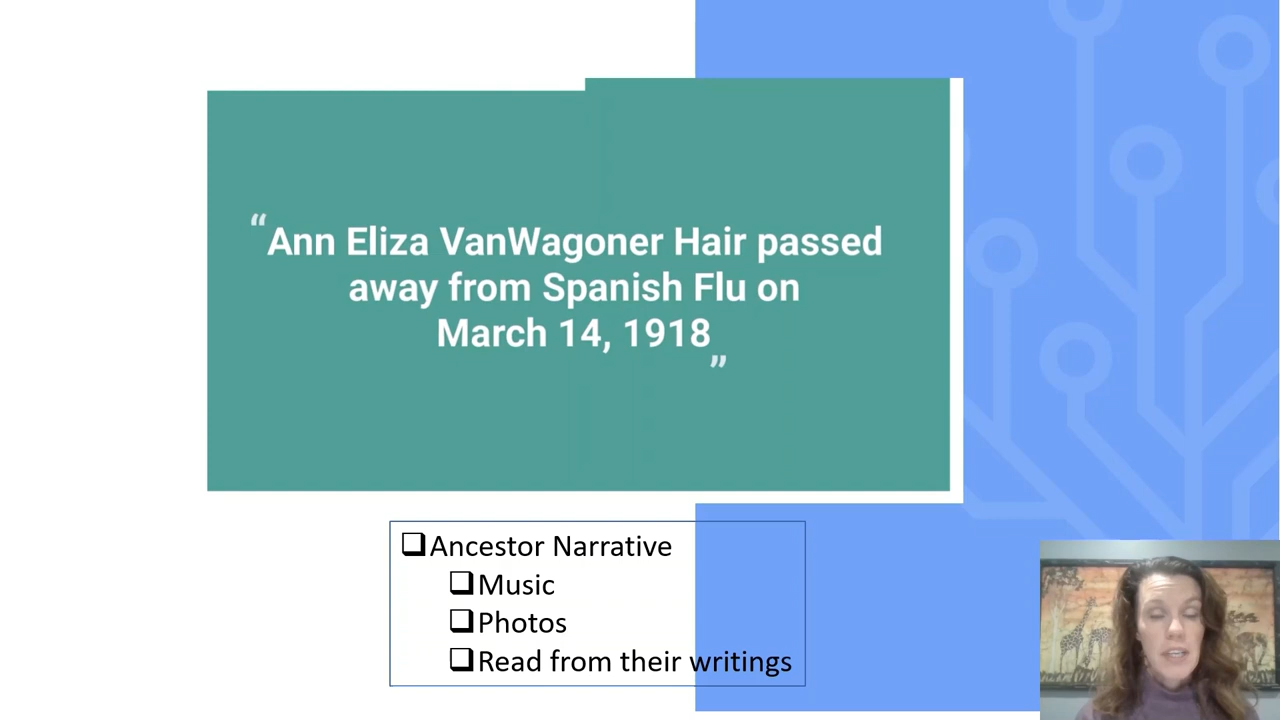 “Ann Eliza VanWagoner Hair passed
away from Spanish Flu on
March 14, 1918”
❑Ancestor Narrative
❑Music
❑Photos
❑Read from their writings